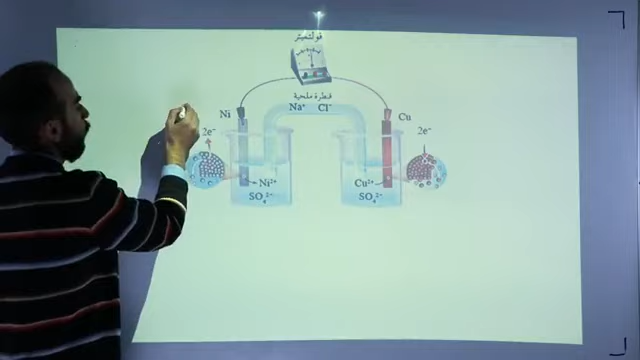 فولتميتر
قنطرة ملحية
Na⁺ Cl⁻
Ni
Cu
2e⁻
2e⁻
Ni²⁺
Cu²⁺
SO₄²⁻
SO₄²⁻